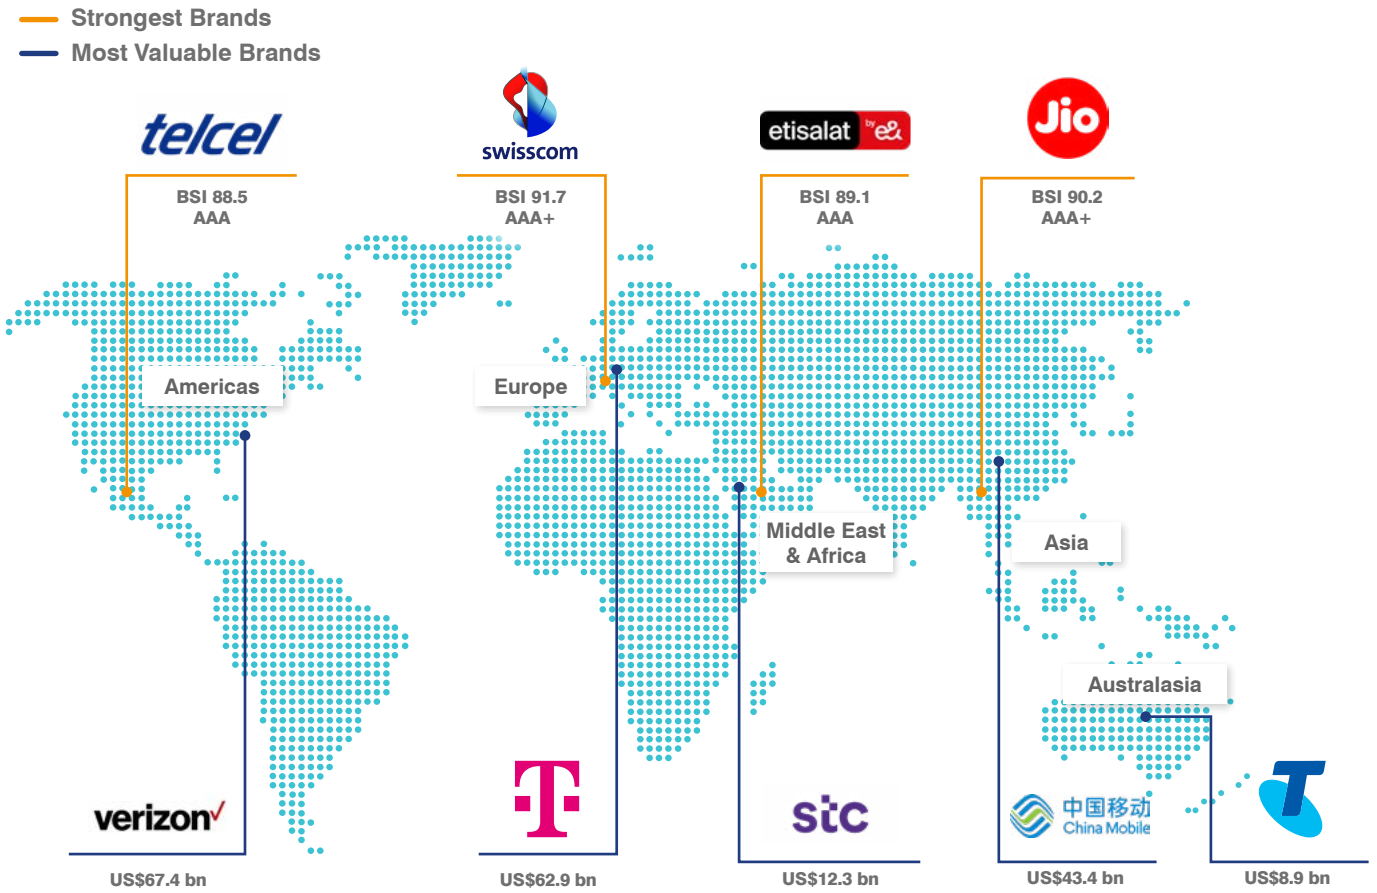 Strongest Brands
Most Valuable Brands
telcel
swisscom
etisalat by e&
Jio
BSI 88.5
AAA
BSI 91.7
AAA+
BSI 89.1
AAA
BSI 90.2
AAA+
Americas
Europe
Middle East
& Africa
Asia
Australasia
verizon
T
stc
中国移动
China Mobile
T
US$67.4 bn
US$62.9 bn
US$12.3 bn
US$43.4 bn
US$8.9 bn